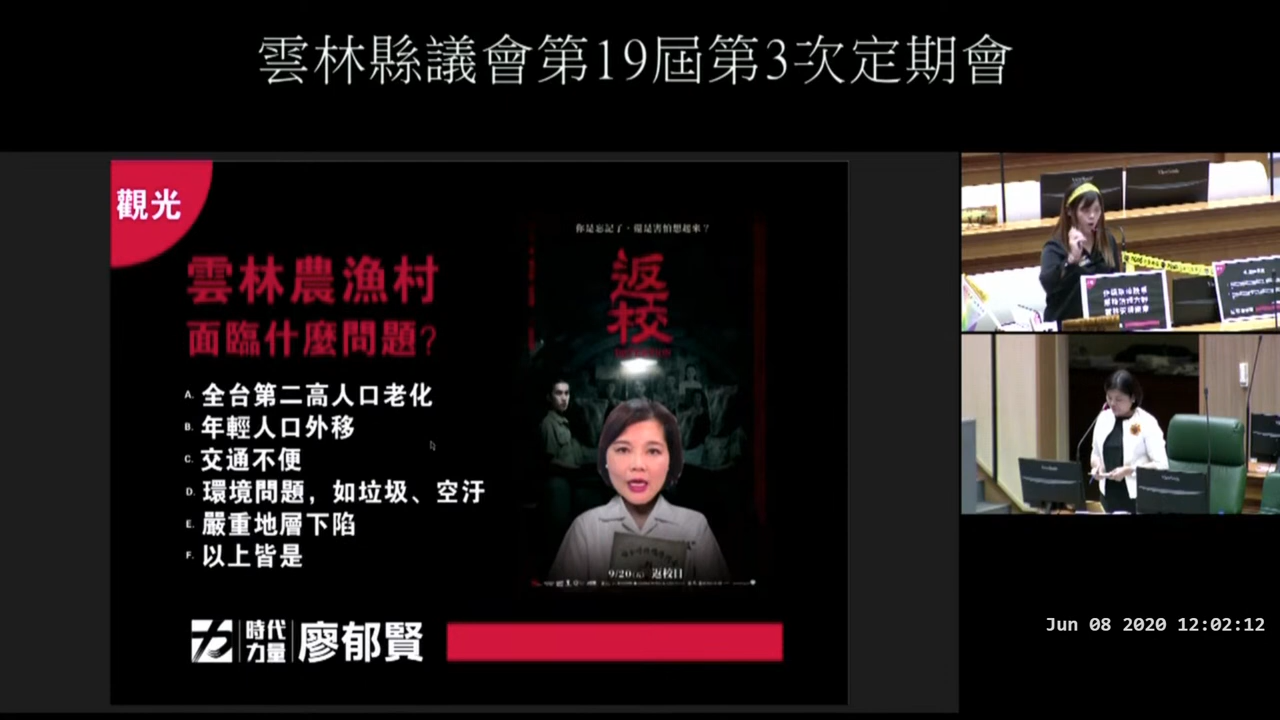 雲林縣議會第19屆第3次定期會
觀光
雲林農漁村
面臨什麼問題?
A. 全台第二高人口老化
B. 年輕人口外移
C. 交通不便
D. 環境問題，如垃圾、空汙
E. 嚴重地層下陷
F. 以上皆是
你是忘記了，還是害怕想起來？
返校
9/20(五) 返校日
時代
力量
廖郁賢
Jun 08 2020 12:02:12